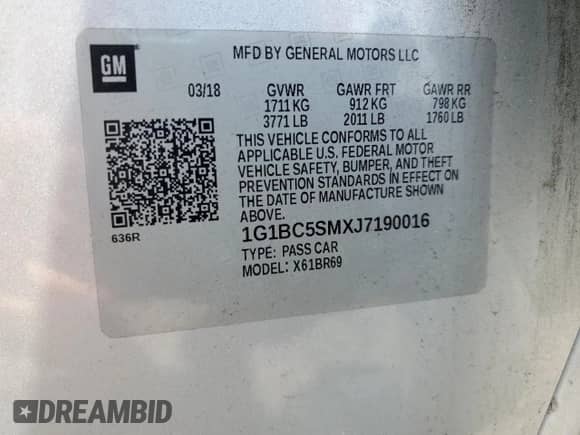 GM
MFD BY GENERAL MOTORS LLC
03/18 GVWR GAWR FRT GAWR RR
1711 KG 912 KG 798 KG
3771 LB 2011 LB 1760 LB
THIS VEHICLE CONFORMS TO ALL
APPLICABLE U.S. FEDERAL MOTOR
VEHICLE SAFETY, BUMPER, AND THEFT
PREVENTION STANDARDS IN EFFECT ON
THE DATE OF MANUFACTURE SHOWN
ABOVE.
636R
1G1BC5SMXJ7190016
TYPE: PASS CAR
MODEL: X61BR69
DREAMBID